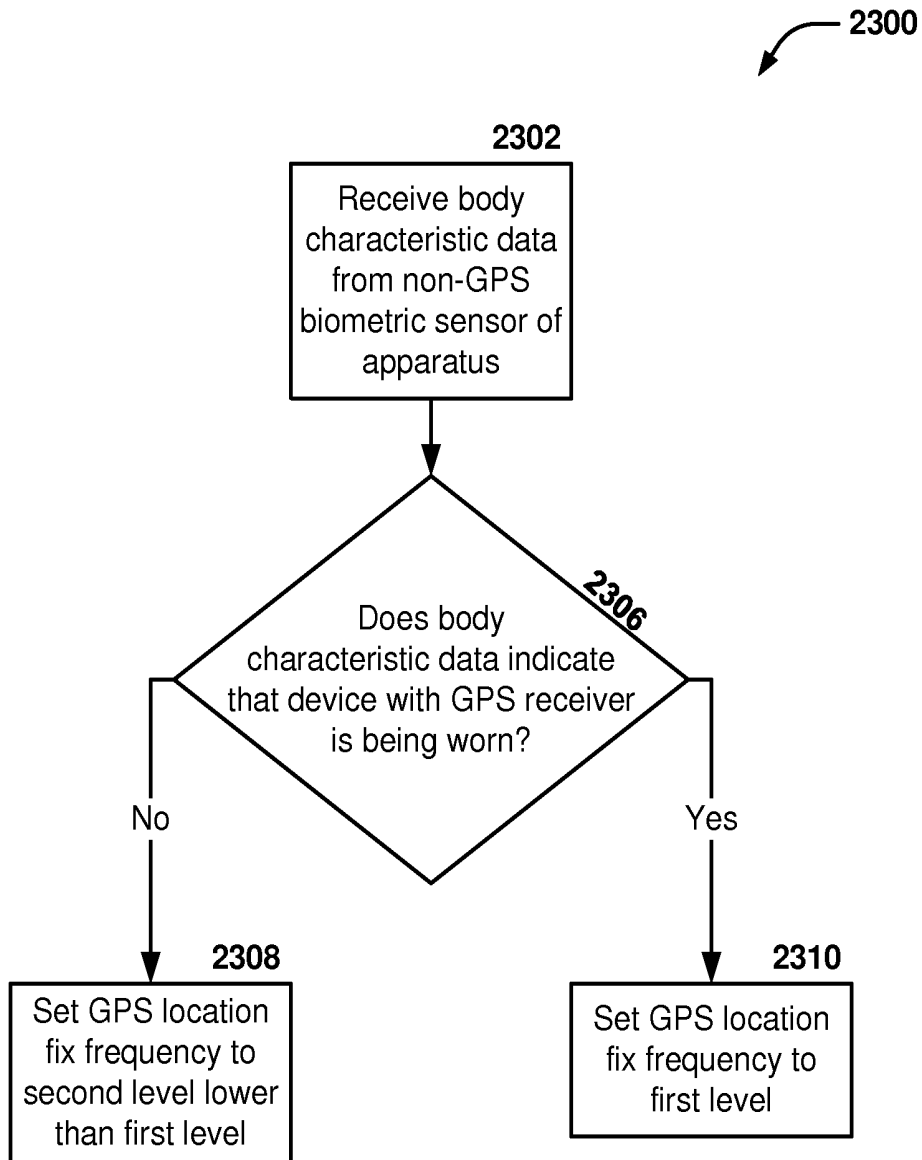 2300
2302
Receive body
characteristic data
from non-GPS
biometric sensor of
apparatus
2306
Does body
characteristic data indicate
that device with GPS receiver
is being worn?
No
Yes
2308
Set GPS location
fix frequency to
second level lower
than first level
2310
Set GPS location
fix frequency to
first level